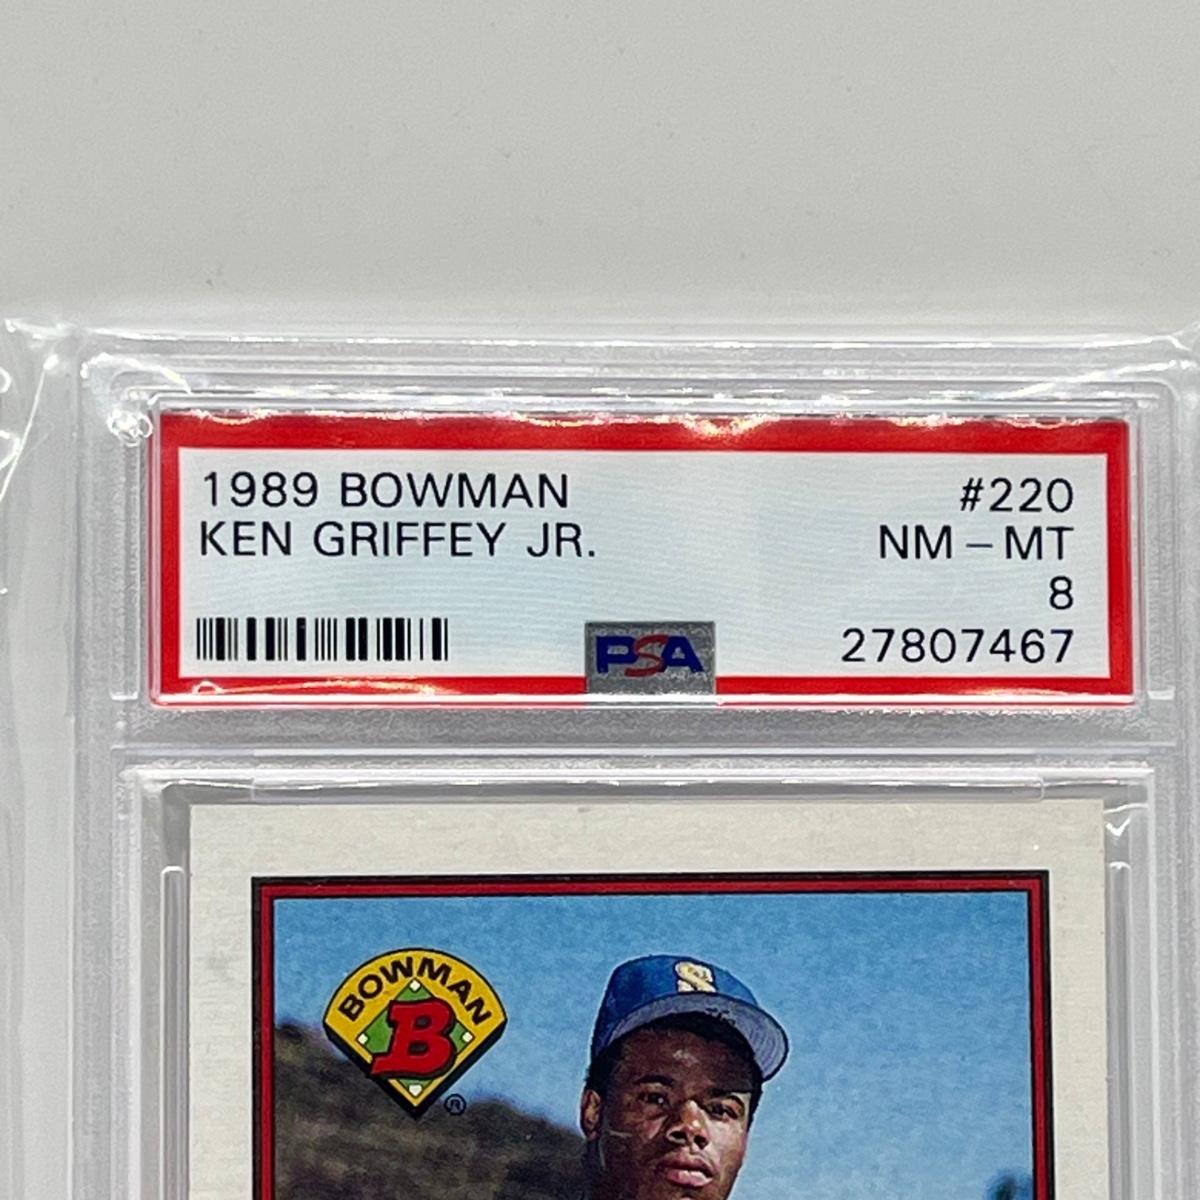 1989 BOWMAN #220
KEN GRIFFEY JR. NM - MT
8
PSA 27807467
BOWMAN
B
®
S